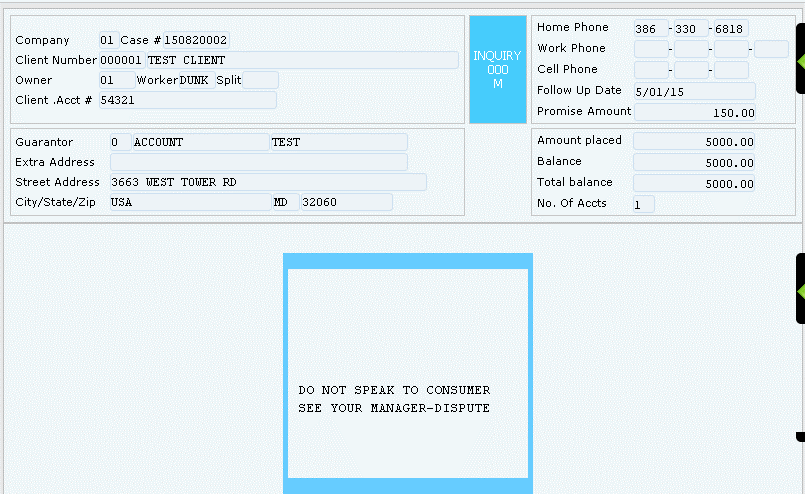 Company 01 Case # 150820002
Client Number 000001 TEST CLIENT
Owner 01 Worker DUNK Split
Client .Acct # 54321
INQUIRY
000
M
Home Phone 386 - 330 - 6818
Work Phone - - -
Cell Phone - -
Follow Up Date 5/01/15
Promise Amount 150.00
Guarantor 0 ACCOUNT TEST
Extra Address
Street Address 3663 WEST TOWER RD
City/State/Zip USA MD 32060
Amount placed 5000.00
Balance 5000.00
Total balance 5000.00
No. Of Accts 1
DO NOT SPEAK TO CONSUMER
SEE YOUR MANAGER-DISPUTE